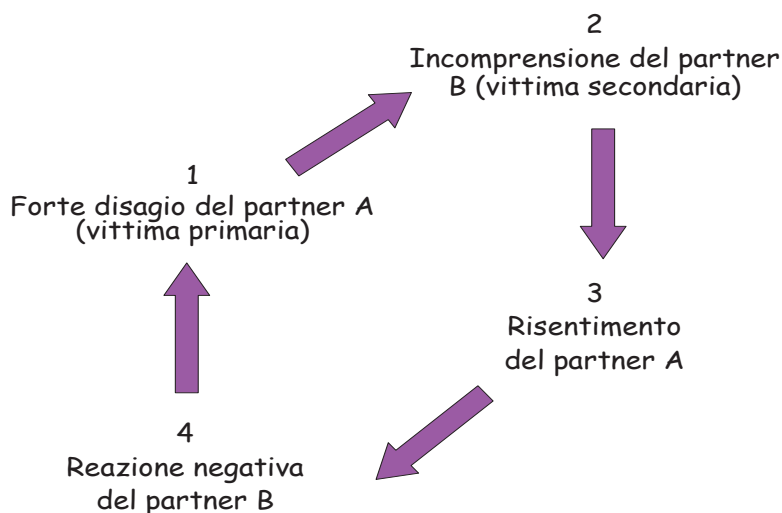 1
Forte disagio del partner A
(vittima primaria)
2
Incomprensione del partner
B (vittima secondaria)
3
Risentimento
del partner A
4
Reazione negativa
del partner B